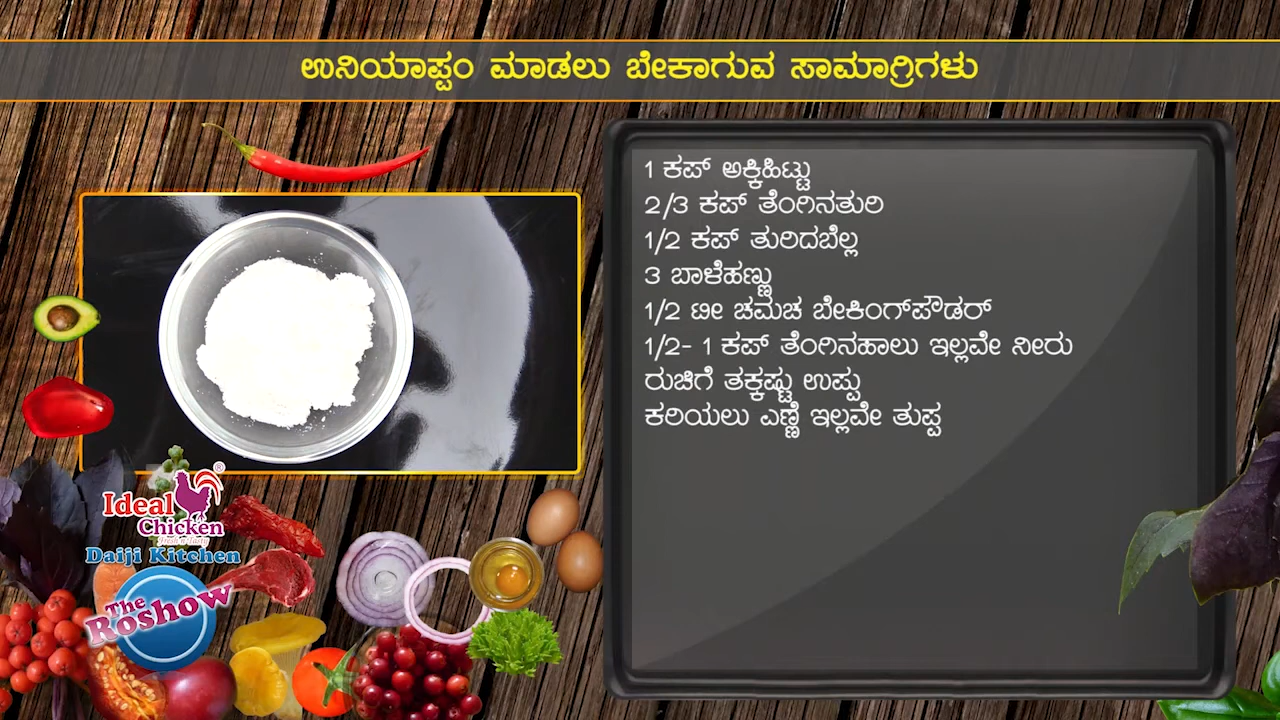 ಉನಿಯಾಪ್ಪಂ ಮಾಡಲು ಬೇಕಾಗುವ ಸಾಮಾಗ್ರಿಗಳು
1 ಕಪ್ ಅಕ್ಕಿಹಿಟ್ಟು
2/3 ಕಪ್ ತೆಂಗಿನತುರಿ
1/2 ಕಪ್ ತುರಿದಬೆಲ್ಲ
3 ಬಾಳೆಹಣ್ಣು
1/2 ಟೀ ಚಮಚ ಬೇಕಿಂಗ್‌ಪೌಡರ್
1/2- 1 ಕಪ್ ತೆಂಗಿನಹಾಲು ಇಲ್ಲವೇ ನೀರು
ರುಚಿಗೆ ತಕ್ಕಷ್ಟು ಉಪ್ಪು
ಕರಿಯಲು ಎಣ್ಣೆ ಇಲ್ಲವೇ ತುಪ್ಪ
Ideal®
Chicken
Fresh n Tasty
Daiji Kitchen
The
Roshow